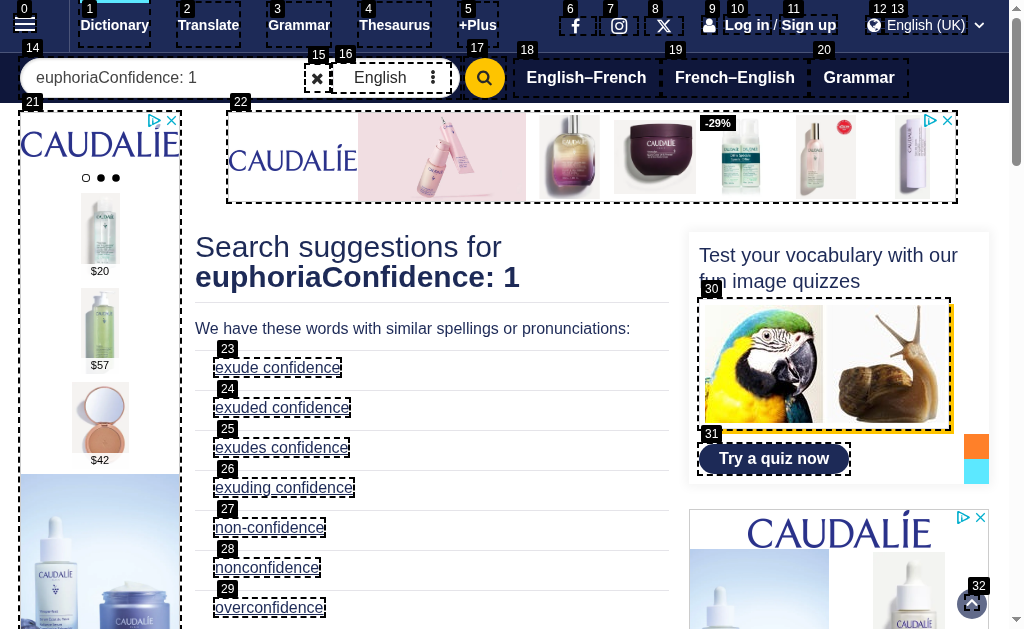 0 1 2 3 4 5 6 7 8 9 10 11 12 13
Dictionary Translate Grammar Thesaurus +Plus Log in / Sign up English (UK)
14 15 16 17 18 19 20
euphoriaConfidence: 1 English English–French French–English Grammar
21 22
CAUDALÍE
$20
$57
$42
CAUDALÍE
CAUDALÍE
-29%
Search suggestions for
euphoriaConfidence: 1
We have these words with similar spellings or pronunciations:
23
exude confidence
24
exuded confidence
25
exudes confidence
26
exuding confidence
27
non-confidence
28
nonconfidence
29
overconfidence
Test your vocabulary with our
fun image quizzes
30
31
Try a quiz now
CAUDALÍE
32